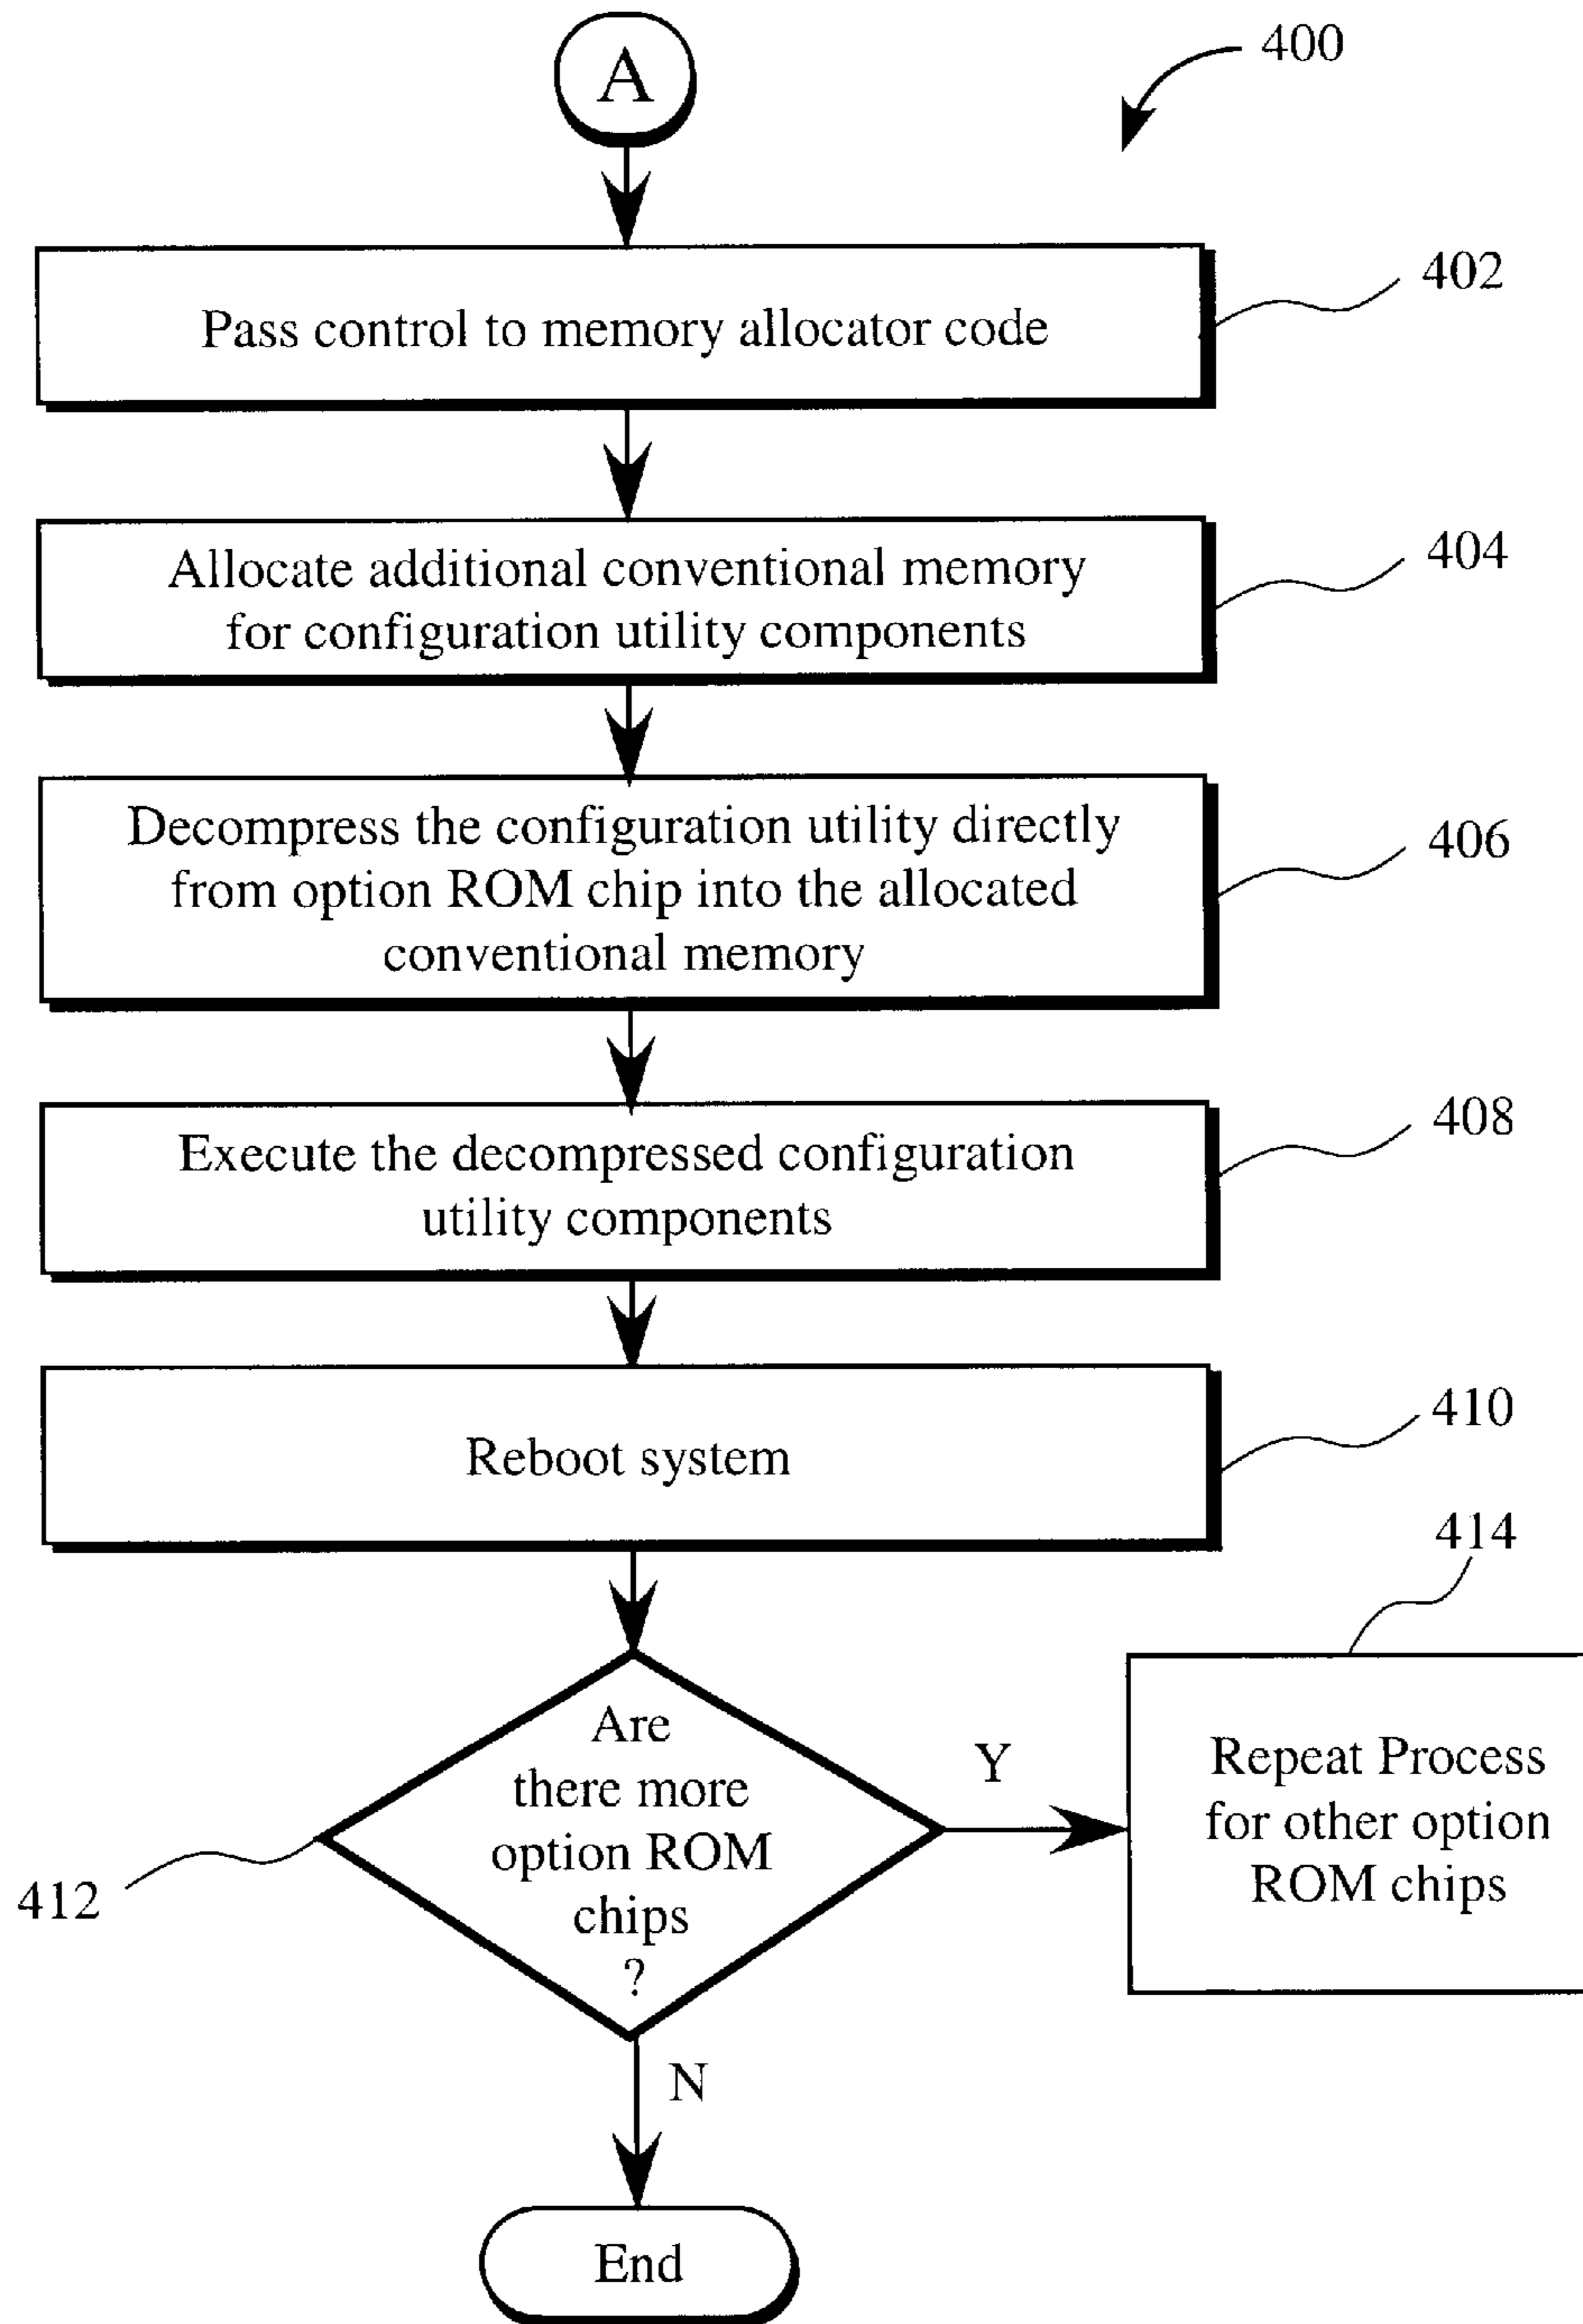 A
400
Pass control to memory allocator code
402
Allocate additional conventional memory
for configuration utility components
404
Decompress the configuration utility directly
from option ROM chip into the allocated
conventional memory
406
Execute the decompressed configuration
utility components
408
Reboot system
410
414
Are
there more
option ROM
chips
?
412
Y
Repeat Process
for other option
ROM chips
N
End